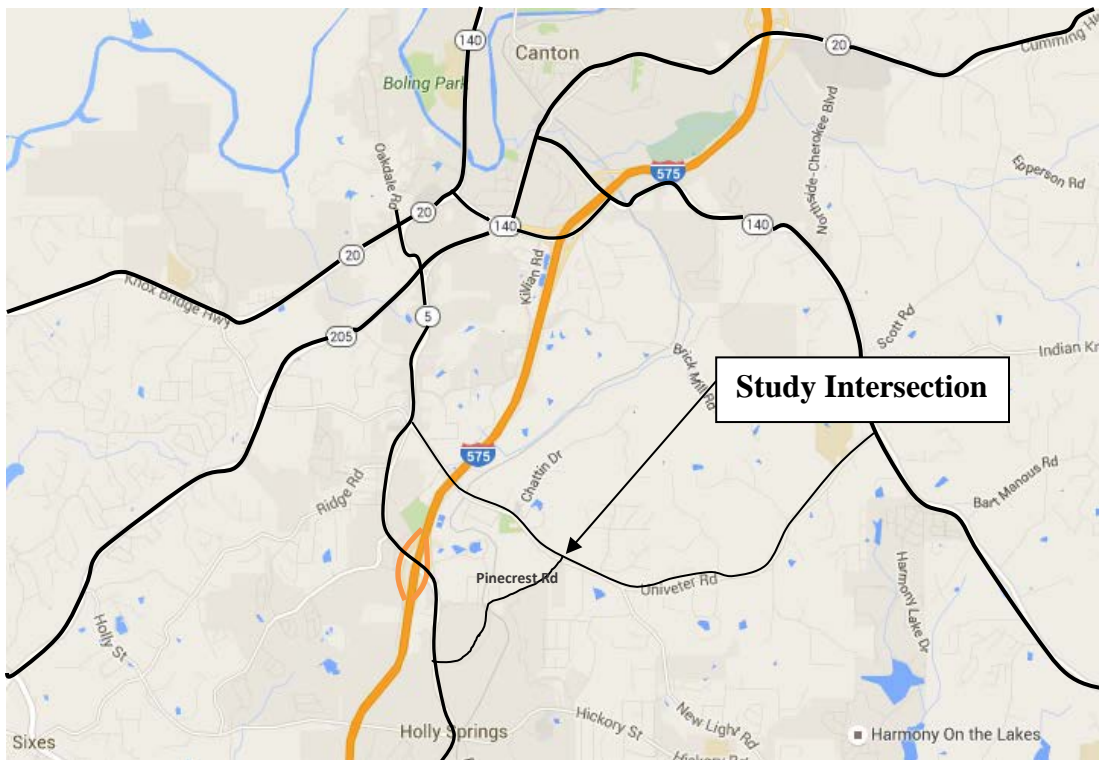 140
Canton
20
Cumming Hi
Boling Park
Northside-Cherokee Blvd
Oakdale Rd
575
Epperson Rd
20
140
140
20
Killian Rd
Knox Bridge Hwy
5
205
Scott Rd
Indian Kn
Brick Mill Rd
Study Intersection
575
Chattin Dr
Ridge Rd
Bart Manous Rd
Pinecrest Rd
Univeter Rd
Harmony Lake Dr
Holly St
Holly Springs
Hickory St
New Light Rd
Sixes
Harmony On the Lakes
Hickory Rd